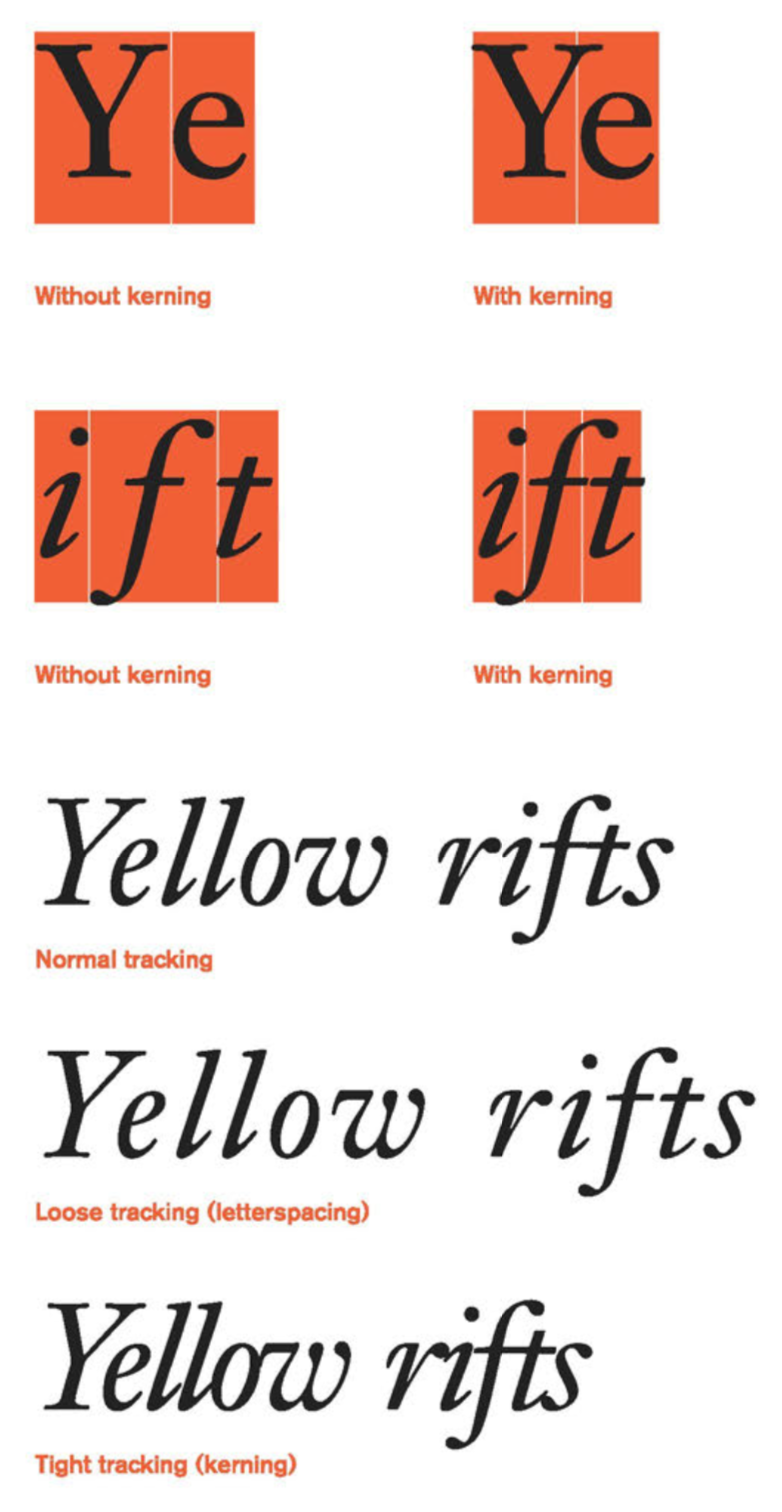 Ye Ye
Without kerning With kerning
ift ift
Without kerning With kerning
Yellow rifts
Normal tracking
Yellow rifts
Loose tracking (letterspacing)
Yellow rifts
Tight tracking (kerning)